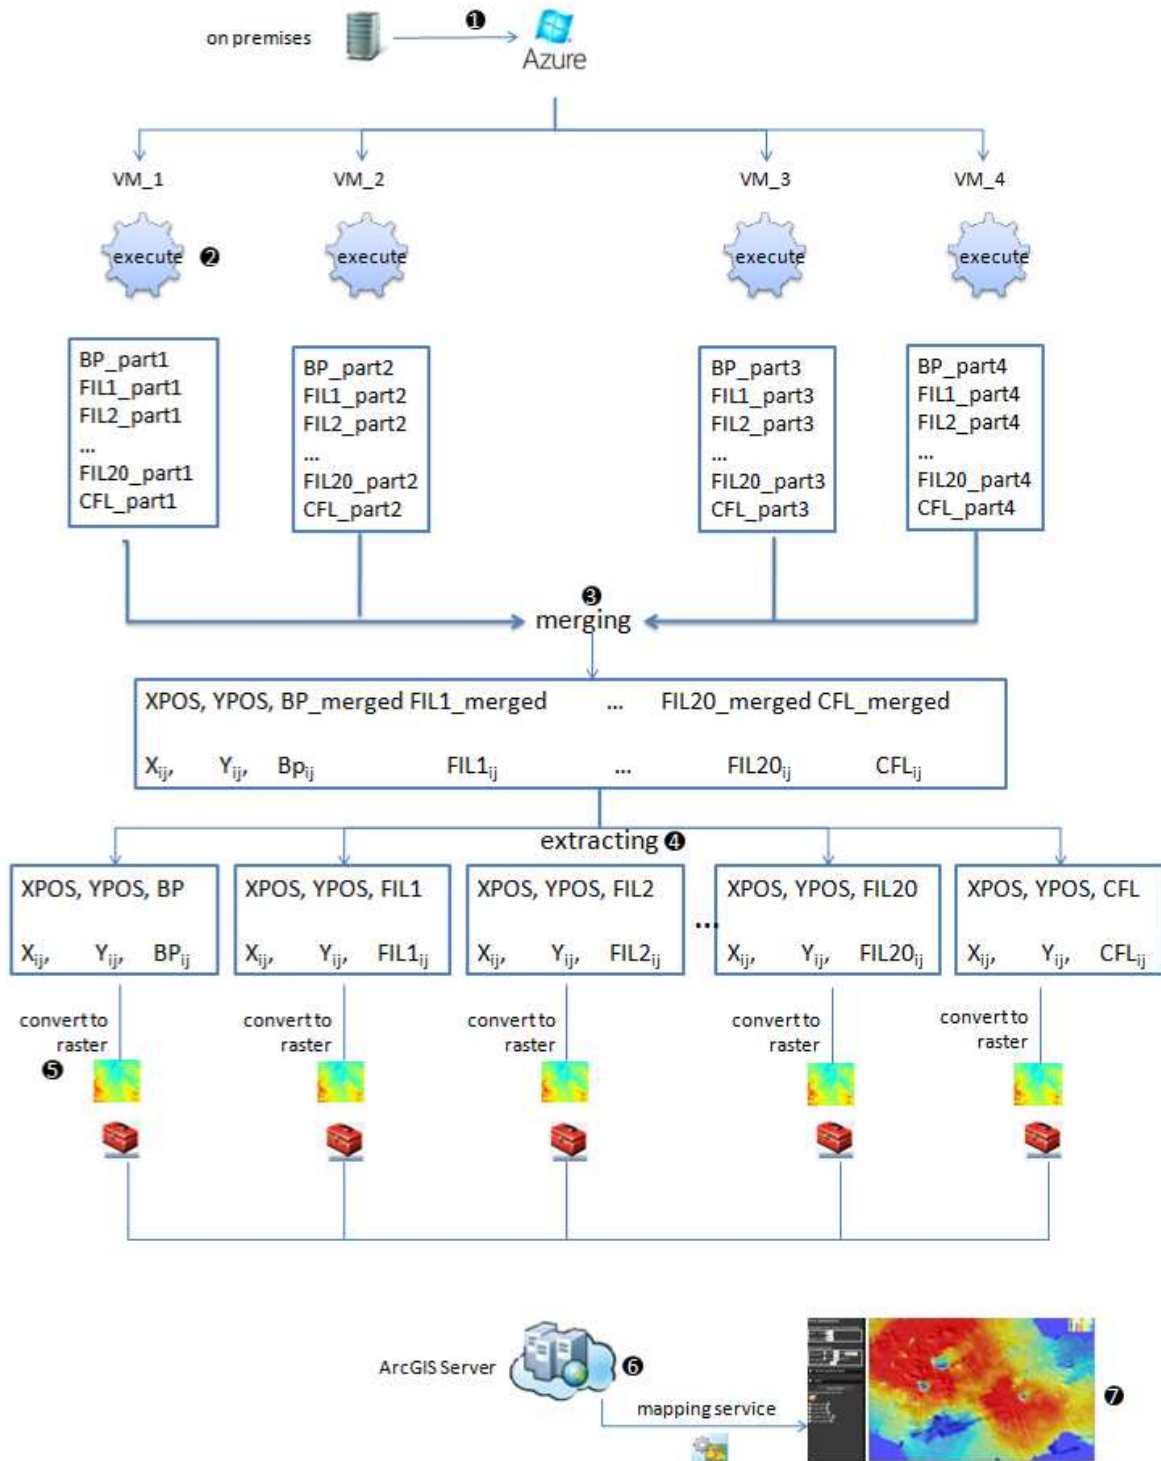 on premises
❶
Azure
VM_1
VM_2
VM_3
VM_4
execute
❷
execute
execute
execute
BP_part1
FIL1_part1
FIL2_part1
...
FIL20_part1
CFL_part1
BP_part2
FIL1_part2
FIL2_part2
...
FIL20_part2
CFL_part2
BP_part3
FIL1_part3
FIL2_part3
...
FIL20_part3
CFL_part3
BP_part4
FIL1_part4
FIL2_part4
...
FIL20_part4
CFL_part4
❸
merging
XPOS, YPOS, BP_merged FIL1_merged ... FIL20_merged CFL_merged
Xij, Yij, Bpij FIL1ij ... FIL20ij CFLij
extracting ❹
XPOS, YPOS, BP
Xij, Yij, BPij
XPOS, YPOS, FIL1
Xij, Yij, FIL1ij
XPOS, YPOS, FIL2
Xij, Yij, FIL2ij
...
XPOS, YPOS, FIL20
Xij, Yij, FIL20ij
XPOS, YPOS, CFL
Xij, Yij, CFLij
convert to
raster
❺
convert to
raster
convert to
raster
convert to
raster
convert to
raster
ArcGIS Server
❻
mapping service
❼